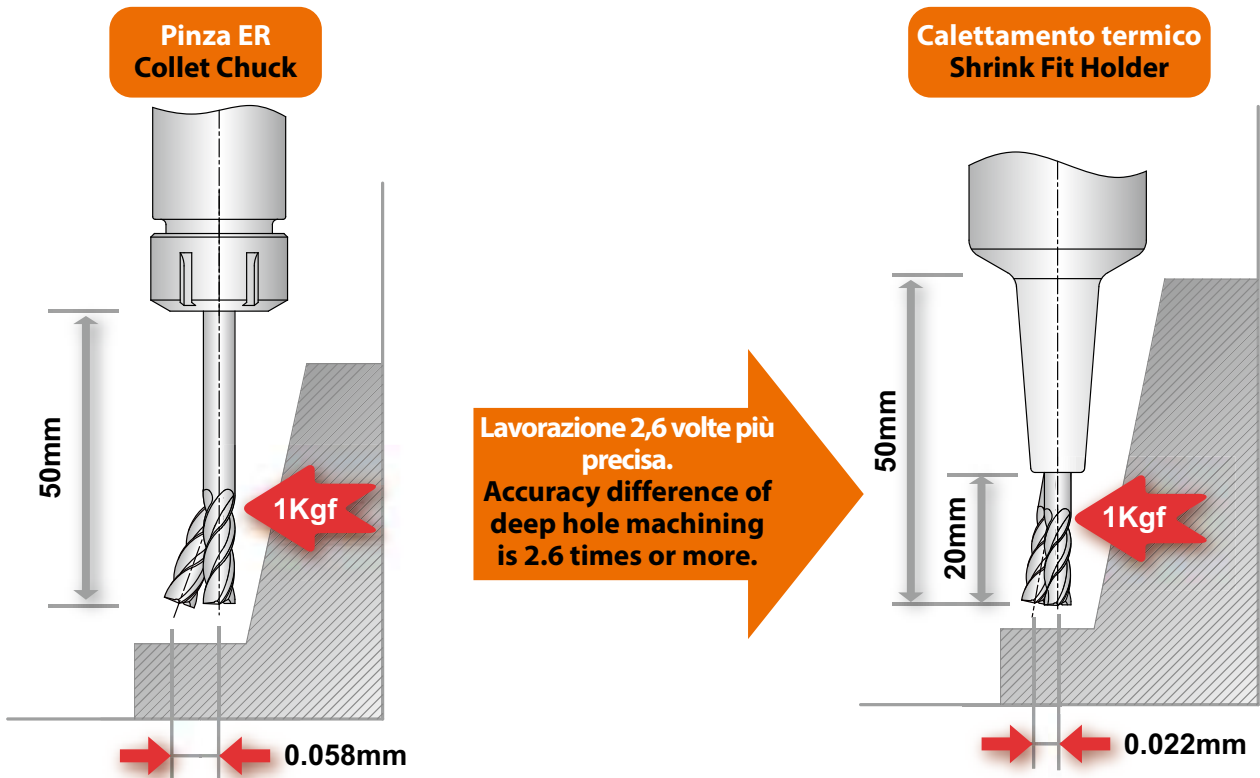 Pinza ER
Collet Chuck
Calettamento termico
Shrink Fit Holder
50mm
1Kgf
0.058mm
Lavorazione 2,6 volte più
precisa.
Accuracy difference of
deep hole machining
is 2.6 times or more.
50mm
20mm
1Kgf
0.022mm